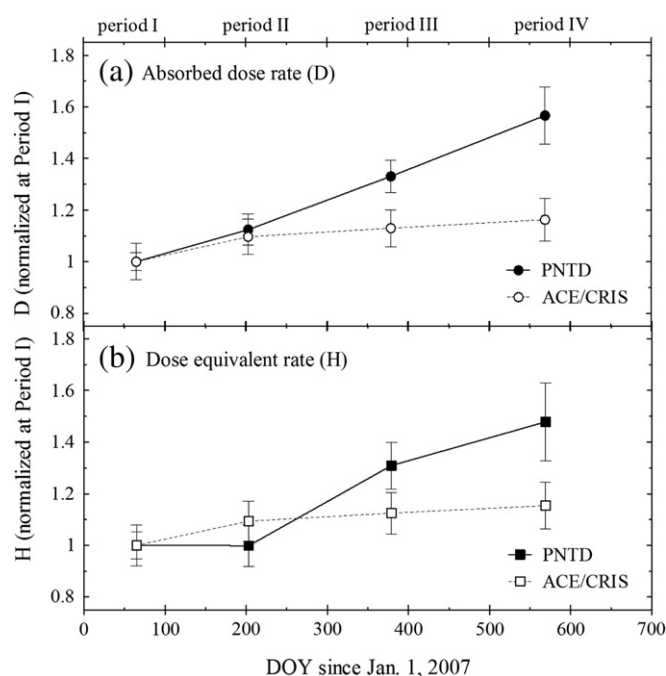 period I period II period III period IV
(a) Absorbed dose rate (D)
D (normalized at Period I)
1.8
1.6
1.4
1.2
1
0.8
PNTD
ACE/CRIS
(b) Dose equivalent rate (H)
H (normalized at Period I)
1.8
1.6
1.4
1.2
1
0.8
PNTD
ACE/CRIS
0 100 200 300 400 500 600 700
DOY since Jan. 1, 2007